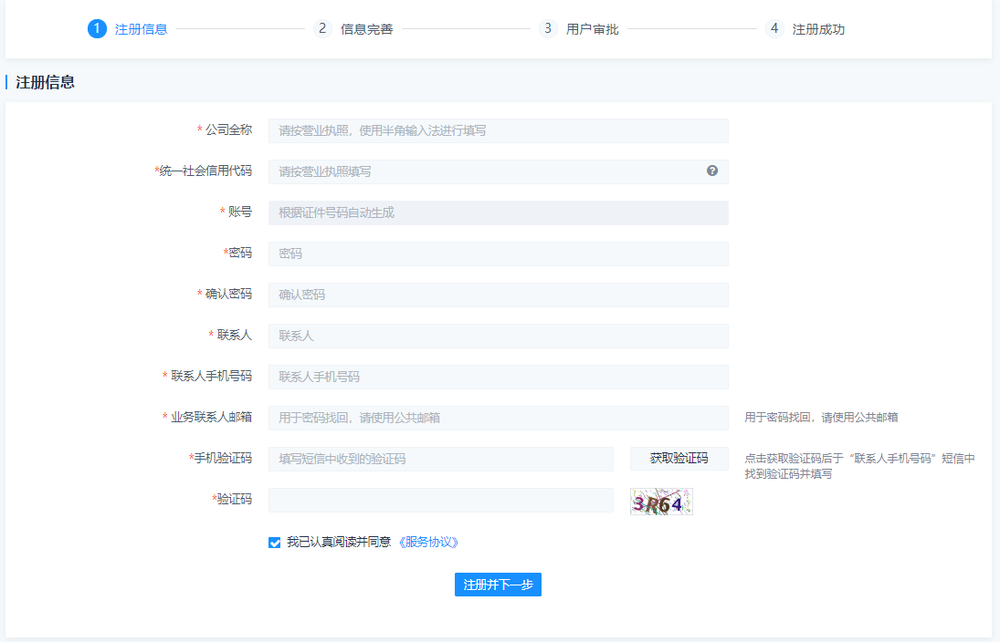 1 注册信息 2 信息完善 3 用户审批 4 注册成功
注册信息
* 公司全称 请按营业执照，使用半角输入法进行填写
*统一社会信用代码 请按营业执照填写 ?
* 账号 根据证件号码自动生成
*密码 密码
* 确认密码 确认密码
* 联系人 联系人
* 联系人手机号码 联系人手机号码
* 业务联系人邮箱 用于密码找回，请使用公共邮箱 用于密码找回，请使用公共邮箱
*手机验证码 填写短信中收到的验证码 获取验证码 点击获取验证码后于“联系人手机号码”短信中
找到验证码并填写
*验证码 3R64
我已认真阅读并同意 《服务协议》
注册并下一步